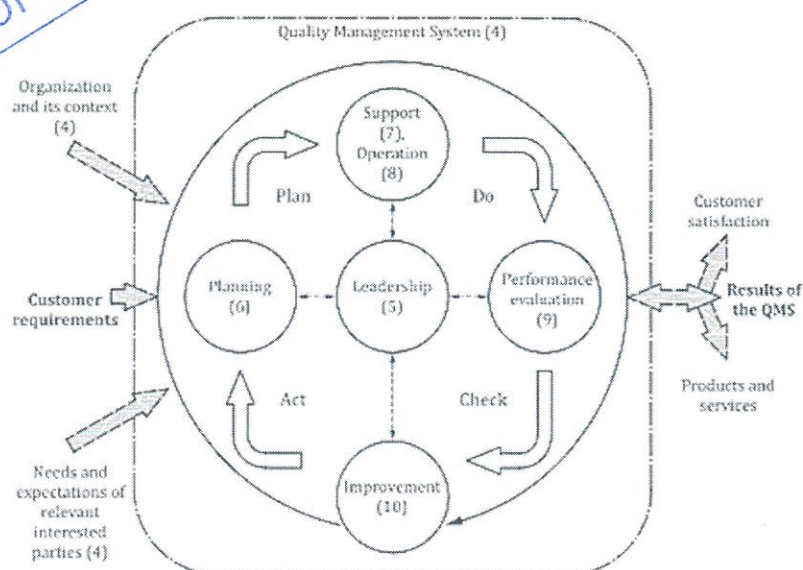 Quality Management System (4)
Organization
and its context
(4)
Support
(7),
Operation
(8)
Plan
Do
Customer
satisfaction
Planning
(6)
Leadership
(5)
Performance
evaluation
(9)
Customer
requirements
Results of
the QMS
Act
Check
Products and
services
Needs and
expectations of
relevant
interested
parties (4)
Improvement
(10)